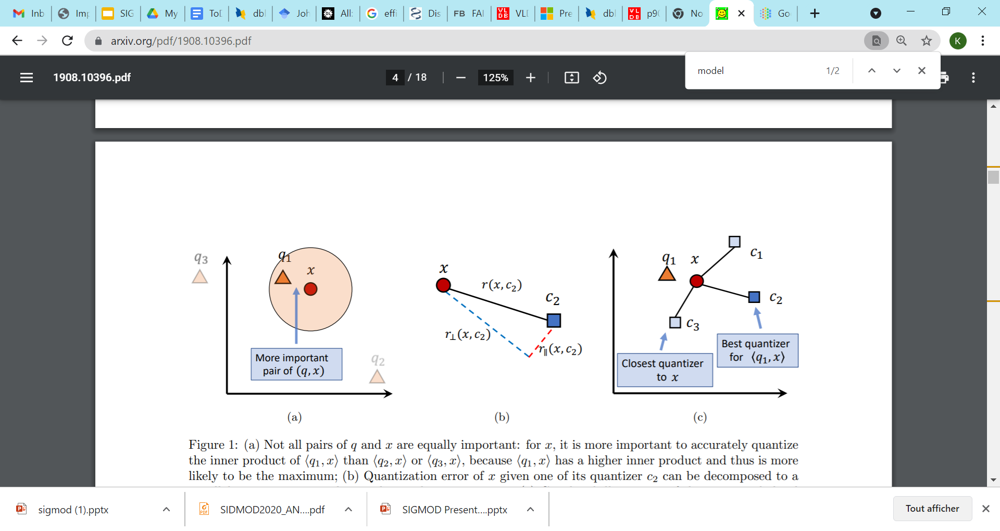 Inb
Imp
SIG
My
ToD
dbl
Joh
All:
effi
Dis
FB FAI
VL DB VLD
Pre
dbl
VL DB p90
No
Go
arxiv.org/pdf/1908.10396.pdf
K
model 1/2
1908.10396.pdf
4 / 18
125%
q3
q1
x
q2
More important
pair of (q, x)
(a)
x
r(x, c2)
c2
r⊥(x, c2)
r∥(x, c2)
(b)
q1
x
c1
c2
c3
Best quantizer
for ⟨q1, x⟩
Closest quantizer
to x
(c)
Figure 1: (a) Not all pairs of q and x are equally important: for x, it is more important to accurately quantize
the inner product of ⟨q1, x⟩ than ⟨q2, x⟩ or ⟨q3, x⟩, because ⟨q1, x⟩ has a higher inner product and thus is more
likely to be the maximum; (b) Quantization error of x given one of its quantizer c2 can be decomposed to a
sigmod (1).pptx
SIDMOD2020_AN....pdf
SIGMOD Present....pptx
Tout afficher